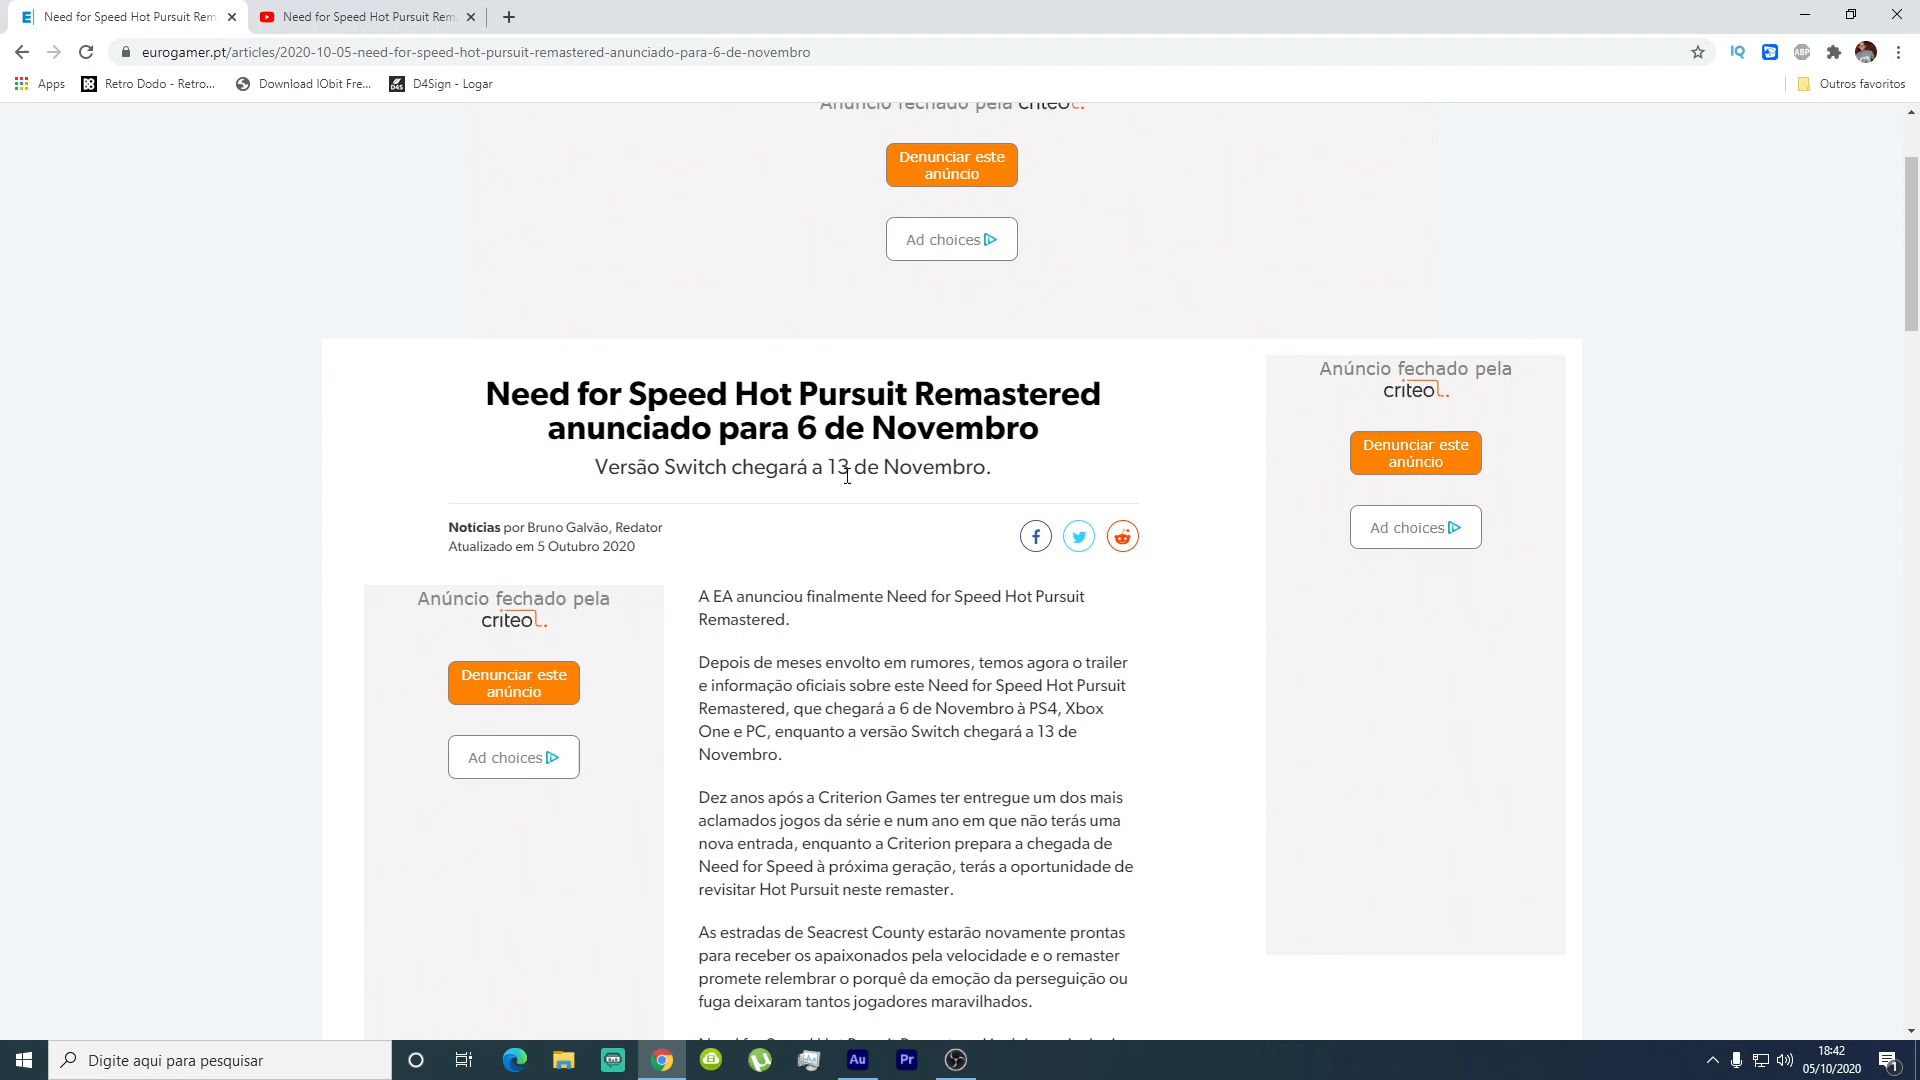 Need for Speed Hot Pursuit Rem
Need for Speed Hot Pursuit Rem
eurogamer.pt/articles/2020-10-05-need-for-speed-hot-pursuit-remastered-anunciado-para-6-de-novembro
IQ
ABP
Apps
Retro Dodo - Retro...
Download IObit Fre...
D4Sign - Logar
Outros favoritos
Anúncio fechado pela criteo
Denunciar este
anúncio
Ad choices
Need for Speed Hot Pursuit Remastered
anunciado para 6 de Novembro
Versão Switch chegará a 13 de Novembro.
Notícias por Bruno Galvão, Redator
Atualizado em 5 Outubro 2020
Anúncio fechado pela
criteo
Denunciar este
anúncio
Ad choices
Anúncio fechado pela
criteo
Denunciar este
anúncio
Ad choices
A EA anunciou finalmente Need for Speed Hot Pursuit
Remastered.
Depois de meses envolto em rumores, temos agora o trailer
e informação oficiais sobre este Need for Speed Hot Pursuit
Remastered, que chegará a 6 de Novembro à PS4, Xbox
One e PC, enquanto a versão Switch chegará a 13 de
Novembro.
Dez anos após a Criterion Games ter entregue um dos mais
aclamados jogos da série e num ano em que não terás uma
nova entrada, enquanto a Criterion prepara a chegada de
Need for Speed à próxima geração, terás a oportunidade de
revisitar Hot Pursuit neste remaster.
As estradas de Seacrest County estarão novamente prontas
para receber os apaixonados pela velocidade e o remaster
promete relembrar o porquê da emoção da perseguição ou
fuga deixaram tantos jogadores maravilhados.
Digite aqui para pesquisar
Au
Pr
18:42
05/10/2020
1